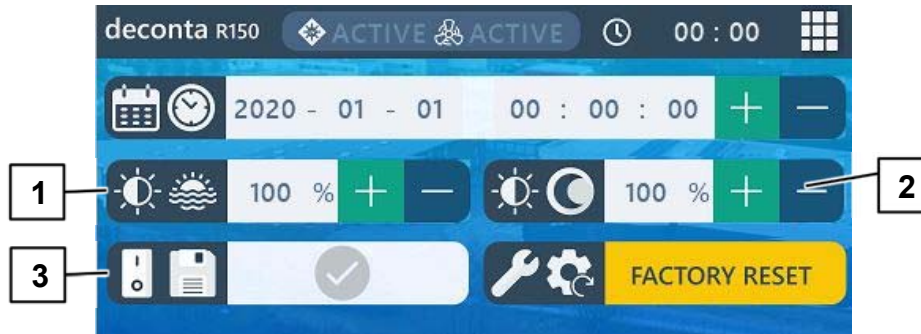 deconta R150 ACTIVE ACTIVE 00 : 00
2020 - 01 - 01 00 : 00 : 00 + −
1 100 % + − 100 % + − 2
3 FACTORY RESET